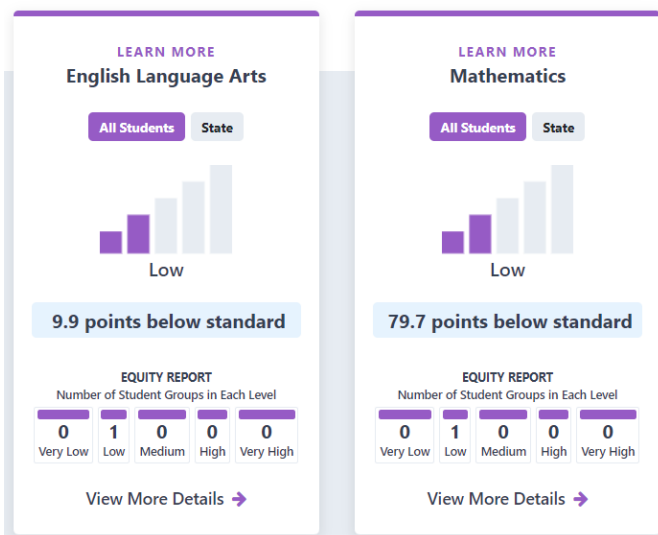 LEARN MORE
English Language Arts
All Students State
Low
9.9 points below standard
EQUITY REPORT
Number of Student Groups in Each Level
0 1 0 0 0
Very Low Low Medium High Very High
View More Details
LEARN MORE
Mathematics
All Students State
Low
79.7 points below standard
EQUITY REPORT
Number of Student Groups in Each Level
0 1 0 0 0
Very Low Low Medium High Very High
View More Details